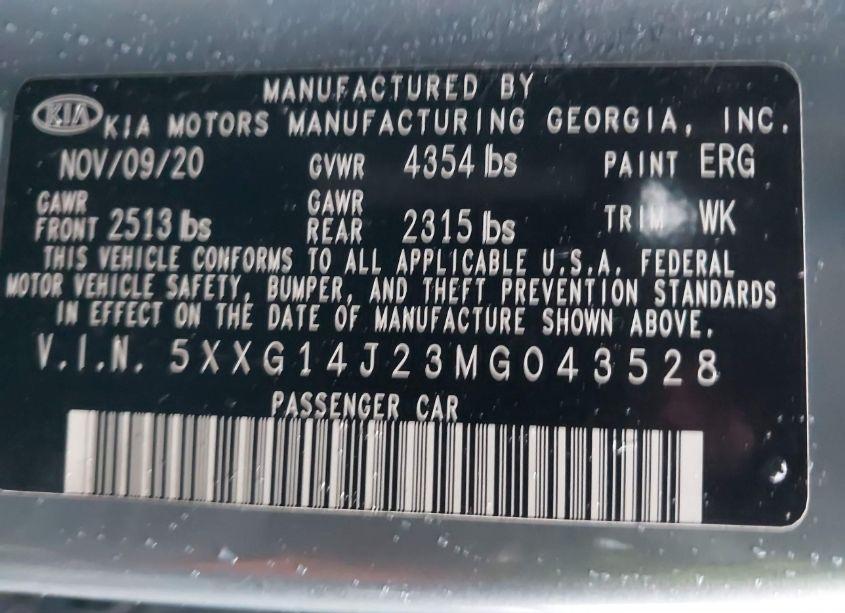 MANUFACTURED BY
KIA KIA MOTORS MANUFACTURING GEORGIA, INC.
NOV/09/20 GVWR 4354 lbs PAINT ERG
GAWR FRONT 2513 lbs GAWR REAR 2315 lbs TRIM WK
THIS VEHICLE CONFORMS TO ALL APPLICABLE U.S.A. FEDERAL
MOTOR VEHICLE SAFETY, BUMPER, AND THEFT PREVENTION STANDARDS
IN EFFECT ON THE DATE OF MANUFACTURE SHOWN ABOVE.
V.I.N. 5XXG14J23MG043528
PASSENGER CAR